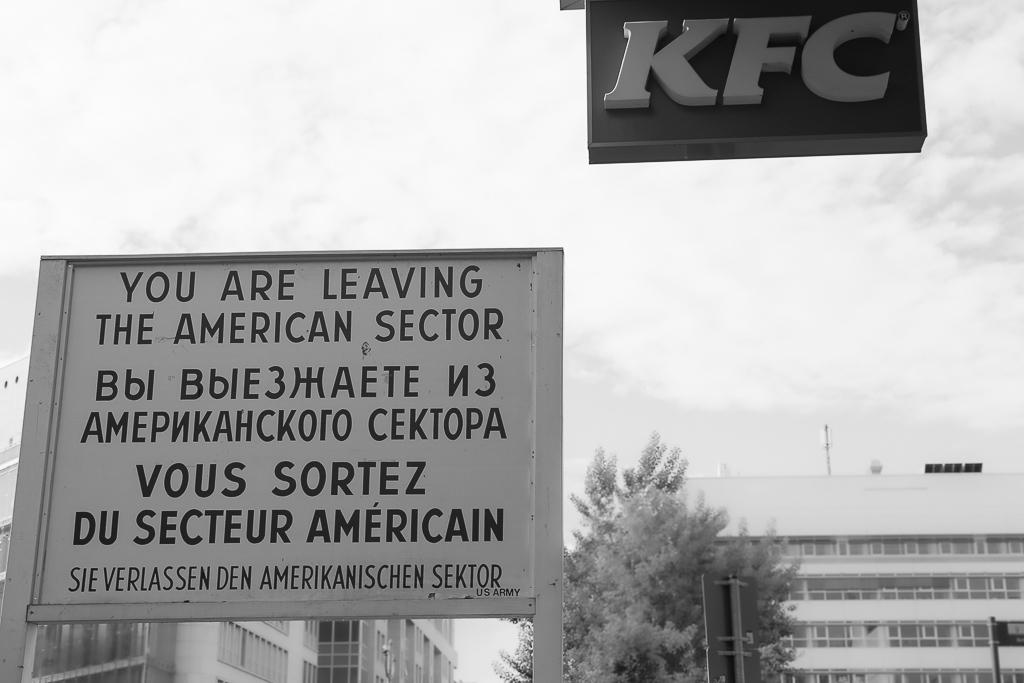 KFC®
YOU ARE LEAVING
THE AMERICAN SECTOR
ВЫ ВЫЕЗЖАЕТЕ ИЗ
АМЕРИКАНСКОГО СЕКТОРА
VOUS SORTEZ
DU SECTEUR AMÉRICAIN
SIE VERLASSEN DEN AMERIKANISCHEN SEKTOR
US ARMY